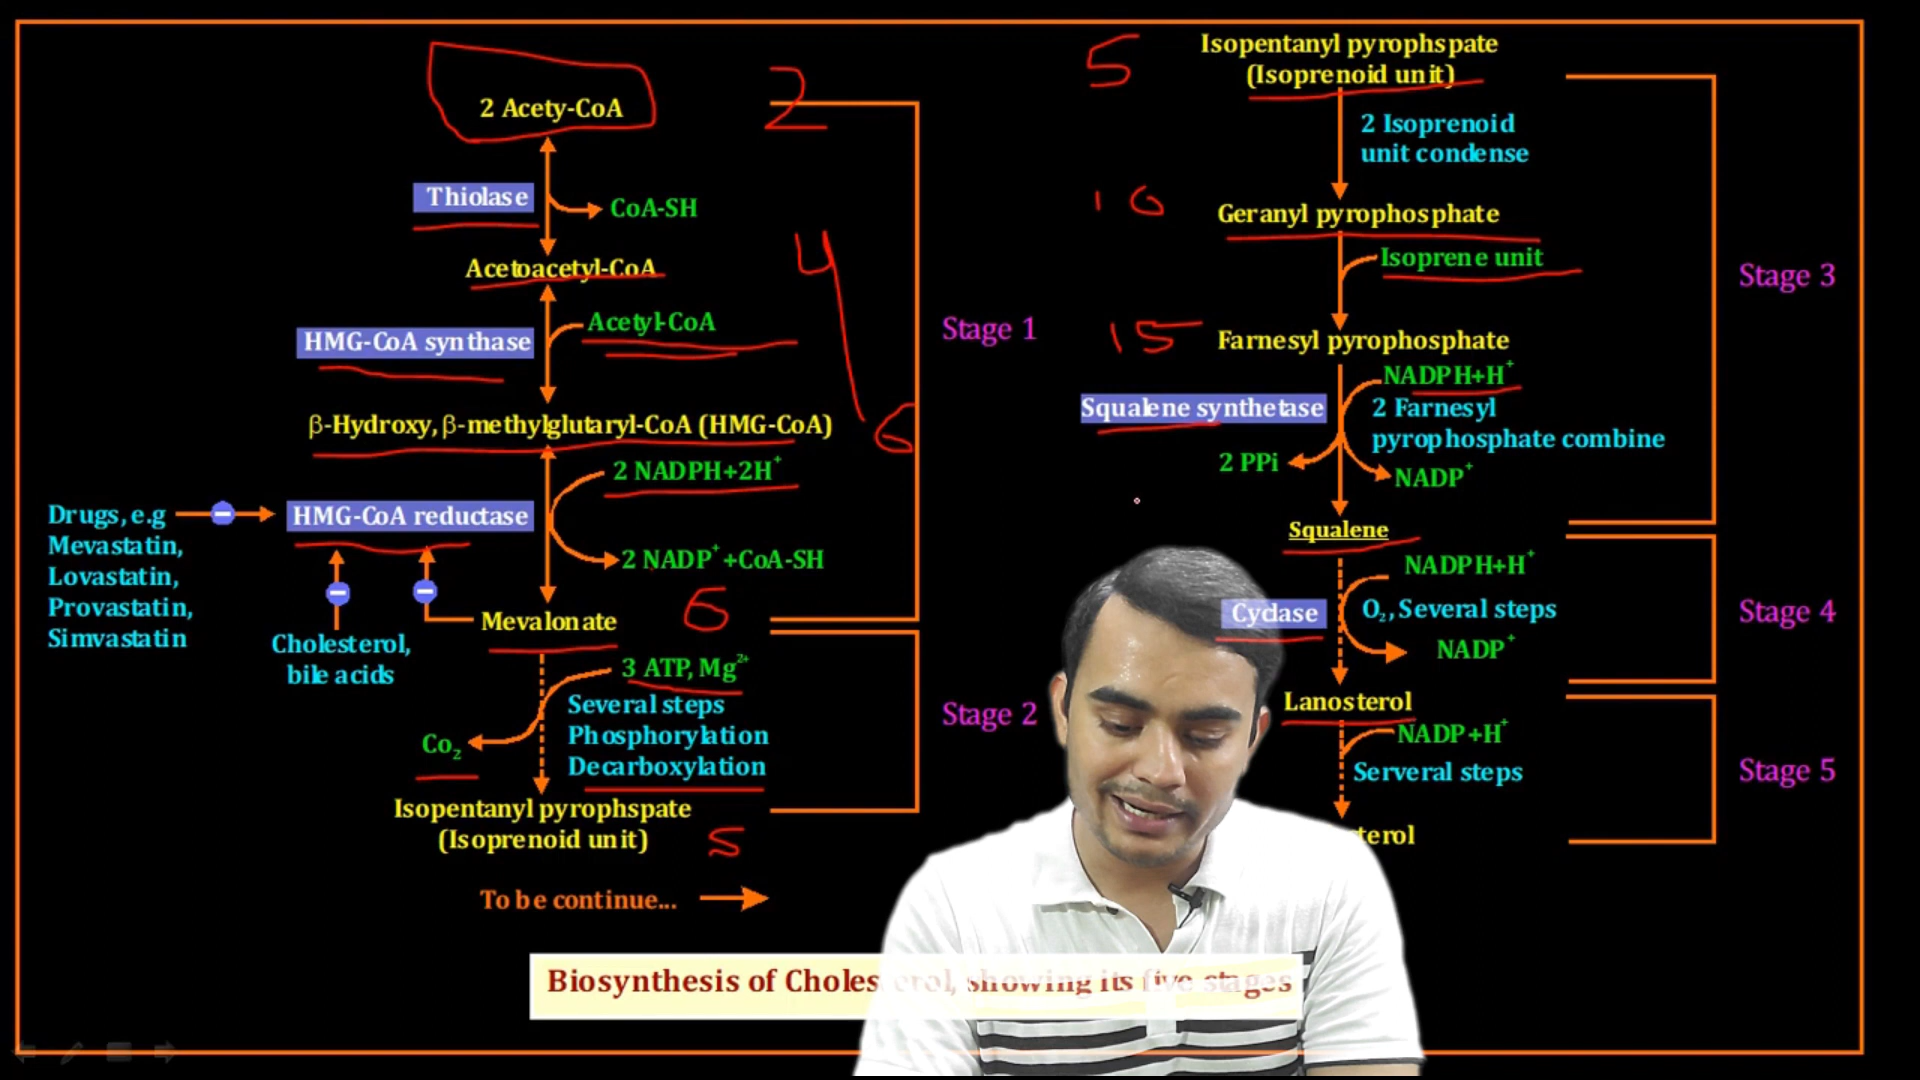 2 Acety-CoA
2
Thiolase
CoA-SH
Acetoacetyl-CoA
4
HMG-CoA synthase
Acetyl-CoA
Stage 1
β-Hydroxy, β-methylglutaryl-CoA (HMG-CoA)
6
2 NADPH+2H⁺
Drugs, e.g
Mevastatin,
Lovastatin,
Provastatin,
Simvastatin
HMG-CoA reductase
2 NADP⁺+CoA-SH
Cholesterol,
bile acids
Mevalonate
6
3 ATP, Mg²⁺
Several steps
Phosphorylation
Decarboxylation
Co₂
Stage 2
Isopentanyl pyrophspate
(Isoprenoid unit)
5
To be continue...
5
Isopentanyl pyrophspate
(Isoprenoid unit)
2 Isoprenoid
unit condense
10
Geranyl pyrophosphate
Isoprene unit
Stage 3
15
Farnesyl pyrophosphate
NADPH+H⁺
Squalene synthetase
2 Farnesyl
pyrophosphate combine
2 PPi
NADP⁺
Squalene
NADPH+H⁺
Cyclase
O₂, Several steps
NADP⁺
Stage 4
Lanosterol
NADP+H⁺
Serveral steps
Stage 5
terol
Biosynthesis of Cholesterol, showing its five stages